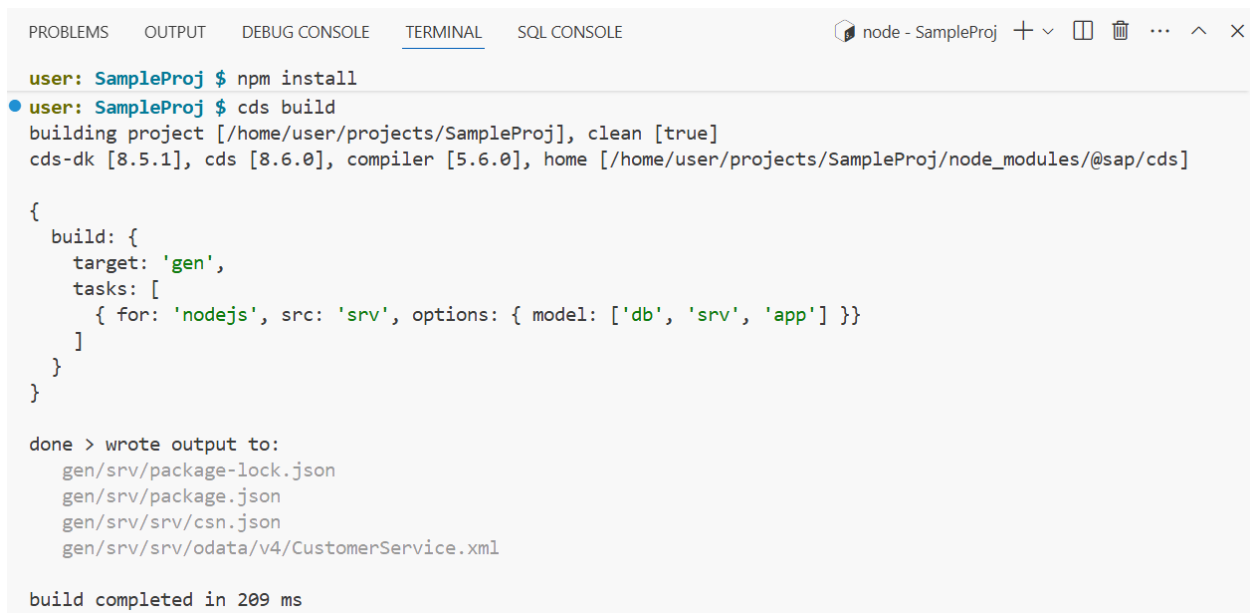 PROBLEMS OUTPUT DEBUG CONSOLE TERMINAL SQL CONSOLE node - SampleProj
user: SampleProj $ npm install
user: SampleProj $ cds build
building project [/home/user/projects/SampleProj], clean [true]
cds-dk [8.5.1], cds [8.6.0], compiler [5.6.0], home [/home/user/projects/SampleProj/node_modules/@sap/cds]
{
  build: {
    target: 'gen',
    tasks: [
      { for: 'nodejs', src: 'srv', options: { model: ['db', 'srv', 'app'] }}
    ]
  }
}
done > wrote output to:
   gen/srv/package-lock.json
   gen/srv/package.json
   gen/srv/srv/csn.json
   gen/srv/srv/odata/v4/CustomerService.xml
build completed in 209 ms